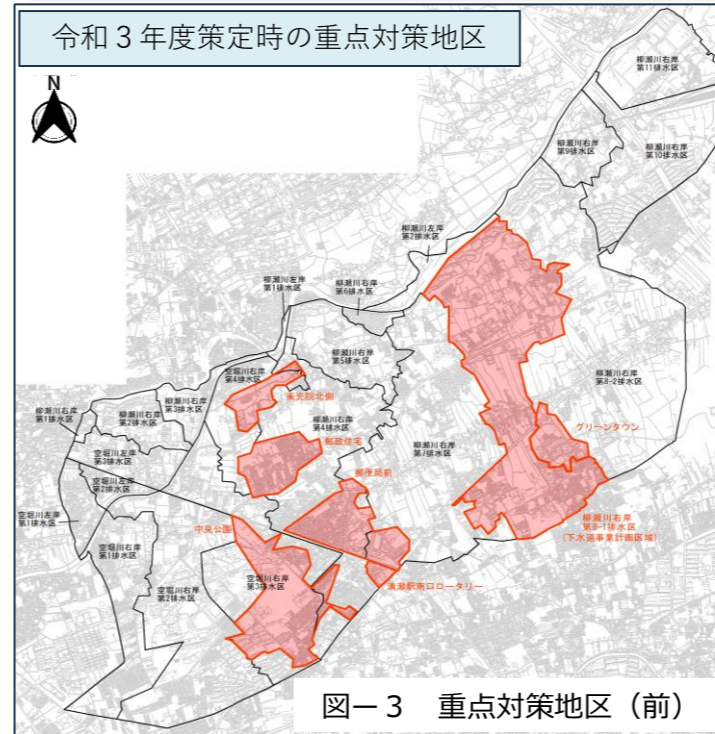 令和３年度策定時の重点対策地区
N
柳瀬川右岸
第11排水区
柳瀬川右岸
第9排水区
柳瀬川右岸
第10排水区
柳瀬川左岸
第2排水区
柳瀬川左岸
第1排水区
柳瀬川右岸
第6排水区
柳瀬川右岸
第5排水区
空堀川右岸
第4排水区
柳瀬川右岸
第8-2排水区
柳瀬川右岸
第3排水区
柳瀬川右岸
第2排水区
柳瀬川右岸
第1排水区
柳瀬川右岸
第4排水区
郵政住宅
グリーンタウン
柳瀬川右岸
第7排水区
郵便局前
空堀川左岸
第3排水区
空堀川左岸
第2排水区
空堀川左岸
第1排水区
中央公園
柳瀬川右岸
第8-1排水区
(下水道事業計画区域)
空堀川右岸
第1排水区
空堀川右岸
第3排水区
清瀬駅南口ロータリー
空堀川右岸
第2排水区
図ー３ 重点対策地区（前）